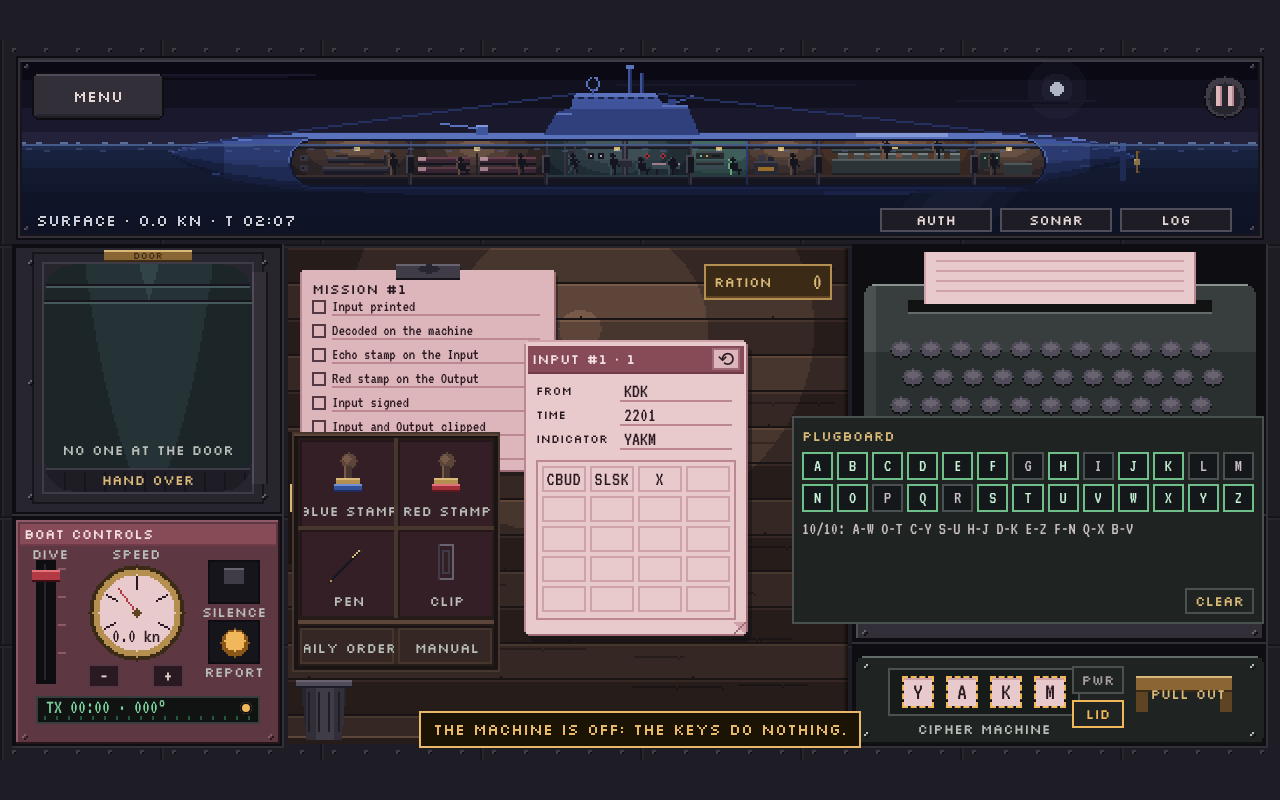 MENU
SURFACE · 0.0 KN · T 02:07
AUTH
SONAR
LOG
DOOR
NO ONE AT THE DOOR
HAND OVER
MISSION #1
Input printed
Decoded on the machine
Echo stamp on the Input
Red stamp on the Output
Input signed
Input and Output clipped
RATION 0
INPUT #1 · 1
FROM KDK
TIME 2201
INDICATOR YAKM
CBUD SLSK X
BLUE STAMP
RED STAMP
PEN
CLIP
AILY ORDER
MANUAL
PLUGBOARD
A B C D E F G H I J K L M
N O P Q R S T U V W X Y Z
10/10: A-W O-T C-Y S-U H-J D-K E-Z F-N Q-X B-V
CLEAR
BOAT CONTROLS
DIVE
SPEED
0.0 kn
- +
SILENCE
REPORT
TX 00:00 · 000°
Y A K M
PWR
LID
PULL OUT
CIPHER MACHINE
THE MACHINE IS OFF: THE KEYS DO NOTHING.